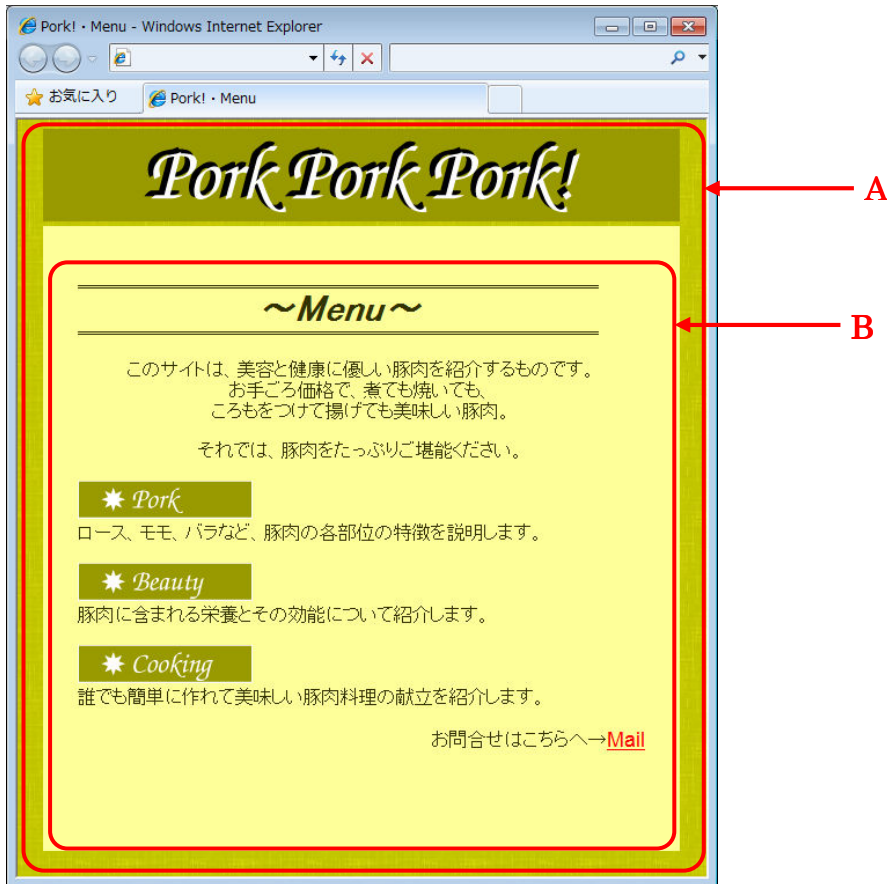 Pork!・Menu - Windows Internet Explorer
お気に入り
Pork!・Menu
Pork Pork Pork!
A
B
～Menu～
このサイトは、美容と健康に優しい豚肉を紹介するものです。
お手ごろ価格で、煮ても焼いても、
ころもをつけて揚げても美味しい豚肉。
それでは、豚肉をたっぷりご堪能ください。
Pork
ロース、モモ、バラなど、豚肉の各部位の特徴を説明します。
Beauty
豚肉に含まれる栄養とその効能について紹介します。
Cooking
誰でも簡単に作れて美味しい豚肉料理の献立を紹介します。
お問合せはこちらへ→Mail